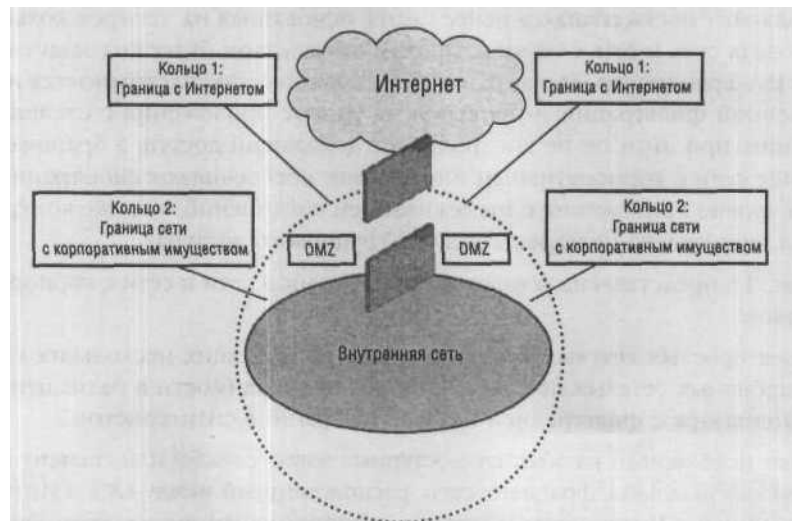 Кольцо 1:
Граница с Интернетом
Интернет
Кольцо 1:
Граница с Интернетом
Кольцо 2:
Граница сети
с корпоративным имуществом
DMZ
DMZ
Кольцо 2:
Граница сети
с корпоративным имуществом
Внутренняя сеть